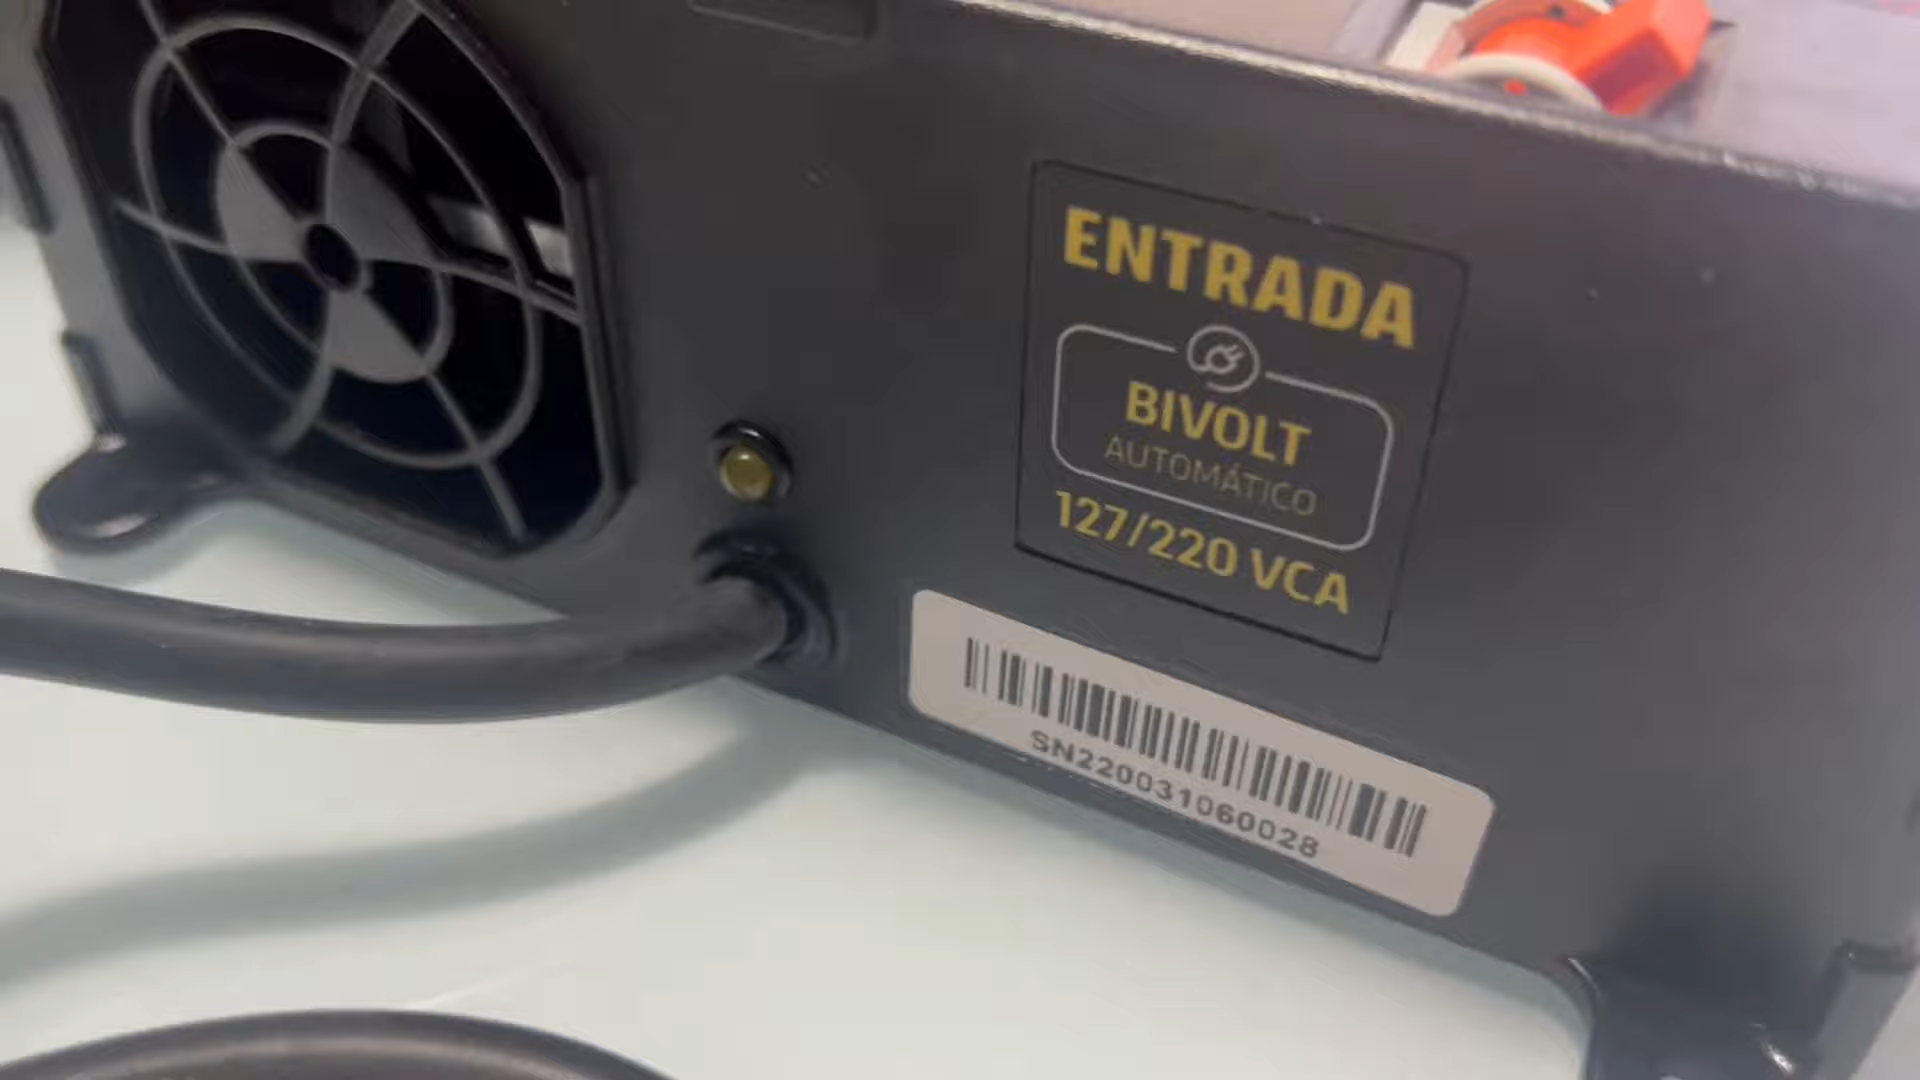 ENTRADA
BIVOLT
AUTOMÁTICO
127/220 VCA
SN220031060028